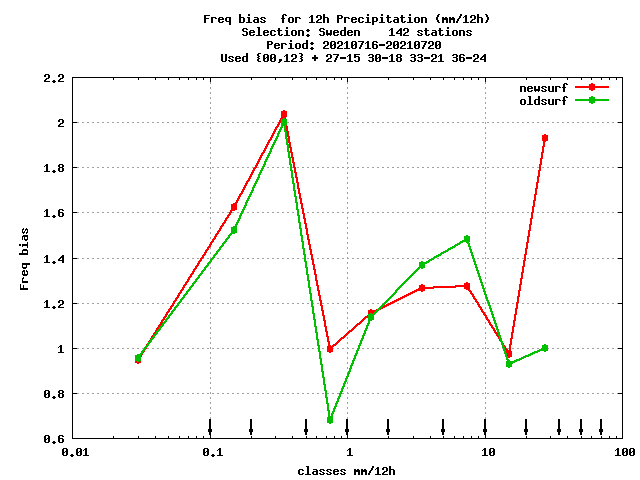 Freq bias  for 12h Precipitation (mm/12h)
Selection: Sweden    142 stations
Period: 20210716-20210720
Used {00,12} + 27-15 30-18 33-21 36-24
newsurf
oldsurf
2.2
2
1.8
1.6
1.4
1.2
1
0.8
0.6
Freq bias
0.01
0.1
1
10
100
classes mm/12h